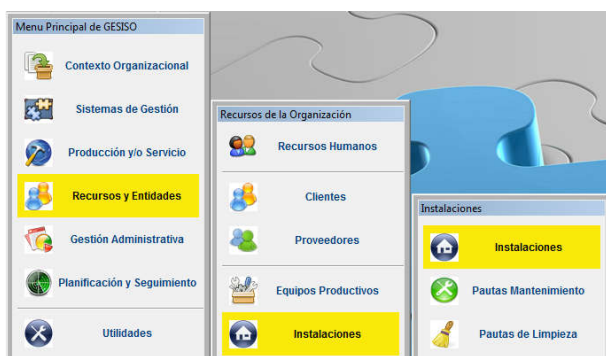 Menu Principal de GESISO
Contexto Organizacional
Sistemas de Gestión
Producción y/o Servicio
Recursos y Entidades
Gestión Administrativa
Planificación y Seguimiento
Utilidades
Recursos de la Organización
Recursos Humanos
Clientes
Proveedores
Equipos Productivos
Instalaciones
Instalaciones
Instalaciones
Pautas Mantenimiento
Pautas de Limpieza